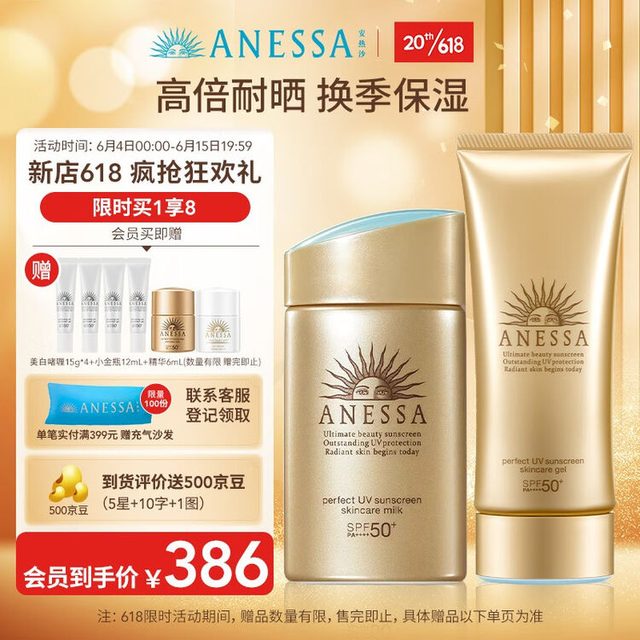 ANESSA 安热沙 20th/618
高倍耐晒 换季保湿
活动时间：6月4日00:00-6月15日19:59
新店618 疯抢狂欢礼
限时买1享8
会员买即赠
赠
美白啫喱15g*4+小金瓶12mL+精华6mL(数量有限 赠完即止)
ANESSA
限量
100份
联系客服
登记领取
单笔实付满399元 赠充气沙发
500京豆
到货评价送500京豆
(5星+10字+1图)
会员到手价¥386
ANESSA
Ultimate beauty sunscreen
Outstanding UV protection
Radiant skin begins today
perfect UV sunscreen
skincare milk
SPF50+
PA++++
ANESSA
Ultimate beauty sunscreen
Outstanding UV protection
Radiant skin begins today
perfect UV sunscreen
skincare gel
SPF50+
PA++++
注：618限时活动期间，赠品数量有限，售完即止，具体赠品以下单页为准